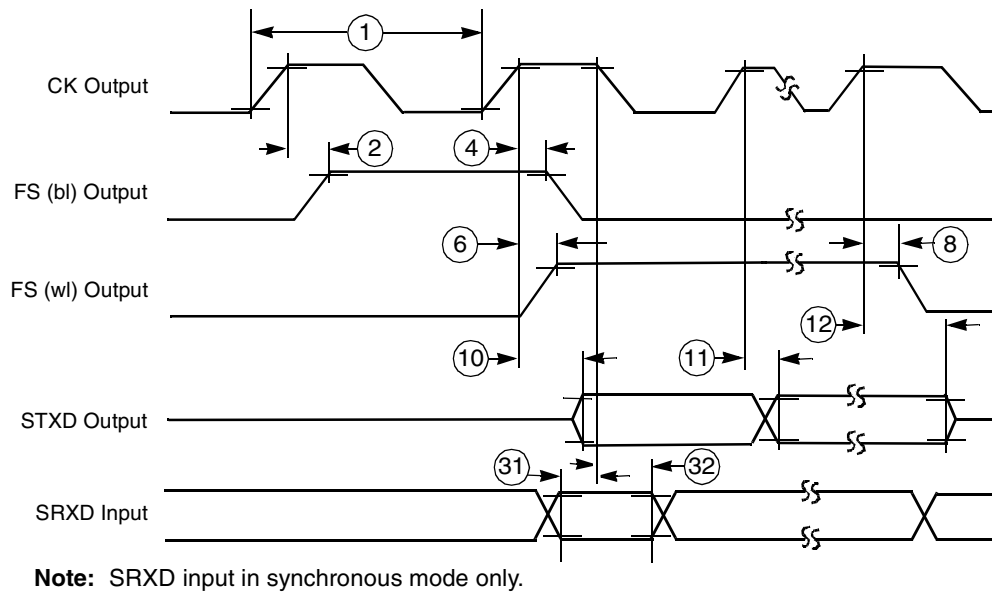 1
CK Output
2
4
FS (bl) Output
6
8
FS (wl) Output
12
10
11
STXD Output
31
32
SRXD Input
Note: SRXD input in synchronous mode only.